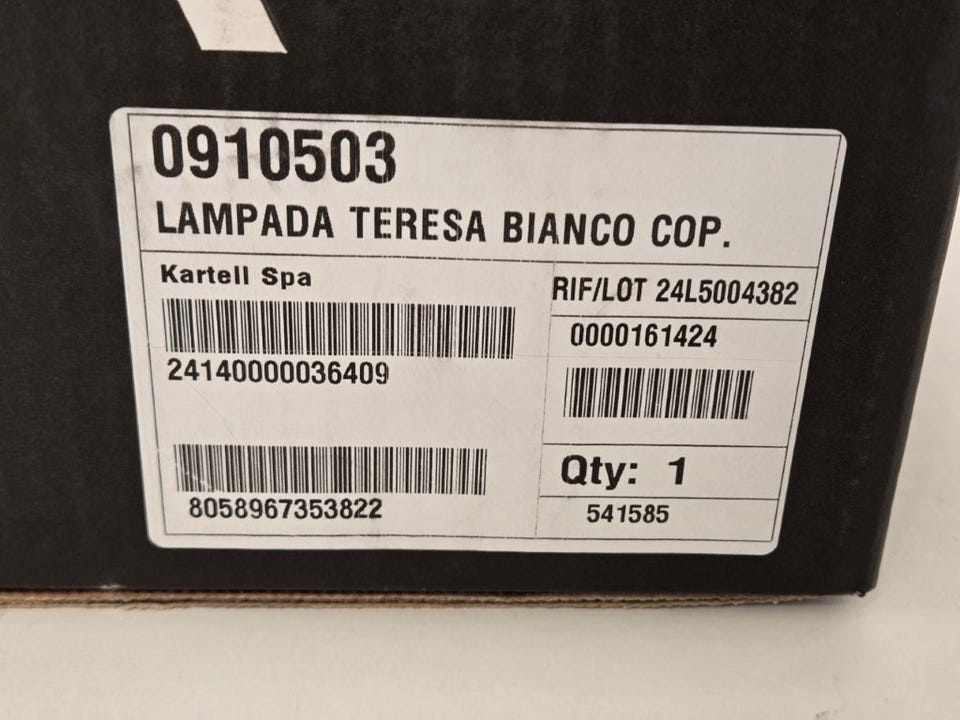 0910503
LAMPADA TERESA BIANCO COP.
Kartell Spa
24140000036409
8058967353822
RIF/LOT 24L5004382
0000161424
Qty: 1
541585